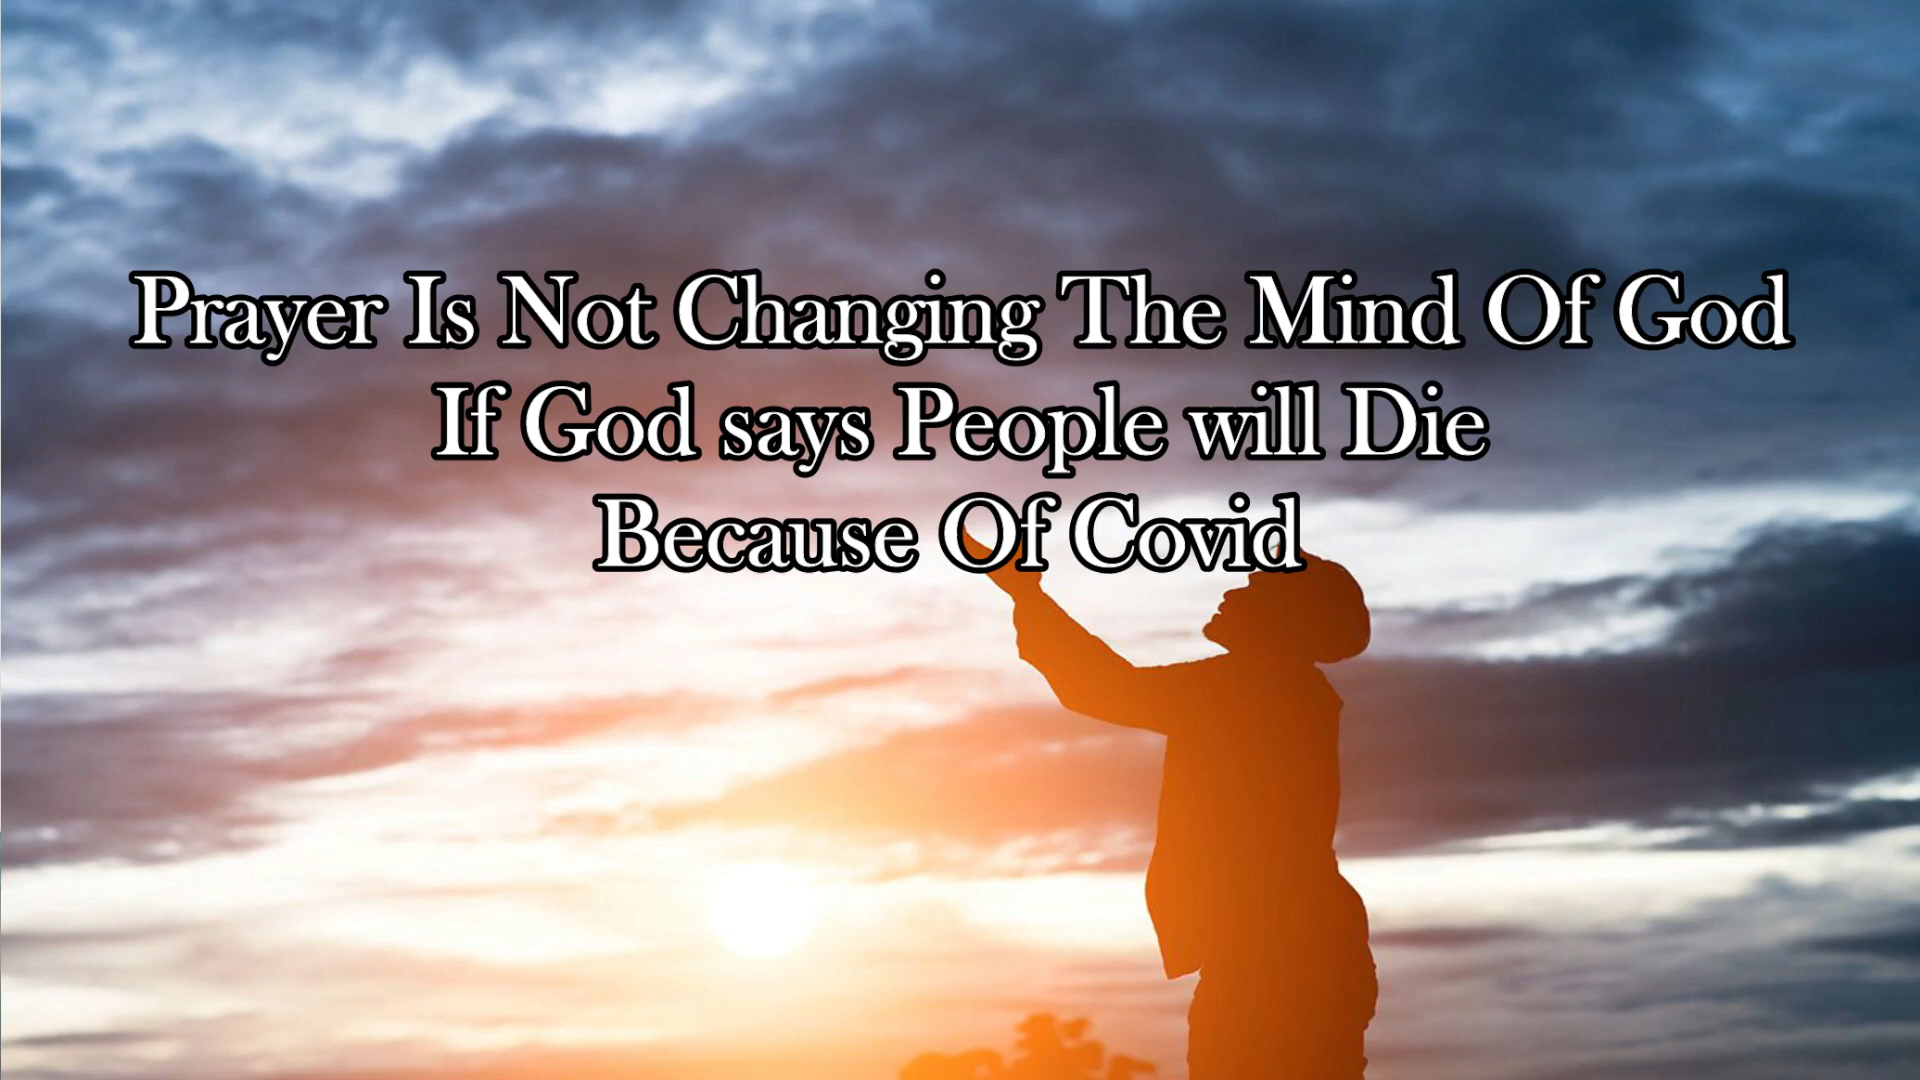 Prayer Is Not Changing The Mind Of God
If God says People will Die
Because Of Covid